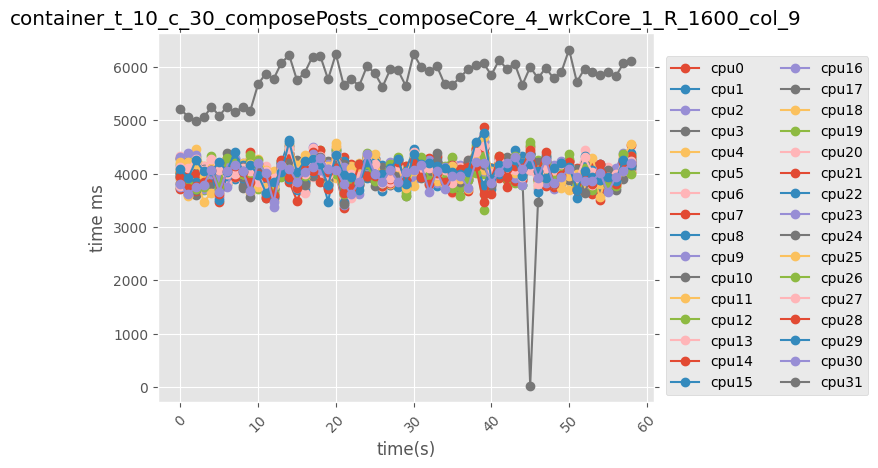 container_t_10_c_30_composePosts_composeCore_4_wrkCore_1_R_1600_col_9
6000
5000
4000
3000
2000
1000
0
time ms
0
10
20
30
40
50
60
time(s)
cpu0
cpu1
cpu2
cpu3
cpu4
cpu5
cpu6
cpu7
cpu8
cpu9
cpu10
cpu11
cpu12
cpu13
cpu14
cpu15
cpu16
cpu17
cpu18
cpu19
cpu20
cpu21
cpu22
cpu23
cpu24
cpu25
cpu26
cpu27
cpu28
cpu29
cpu30
cpu31